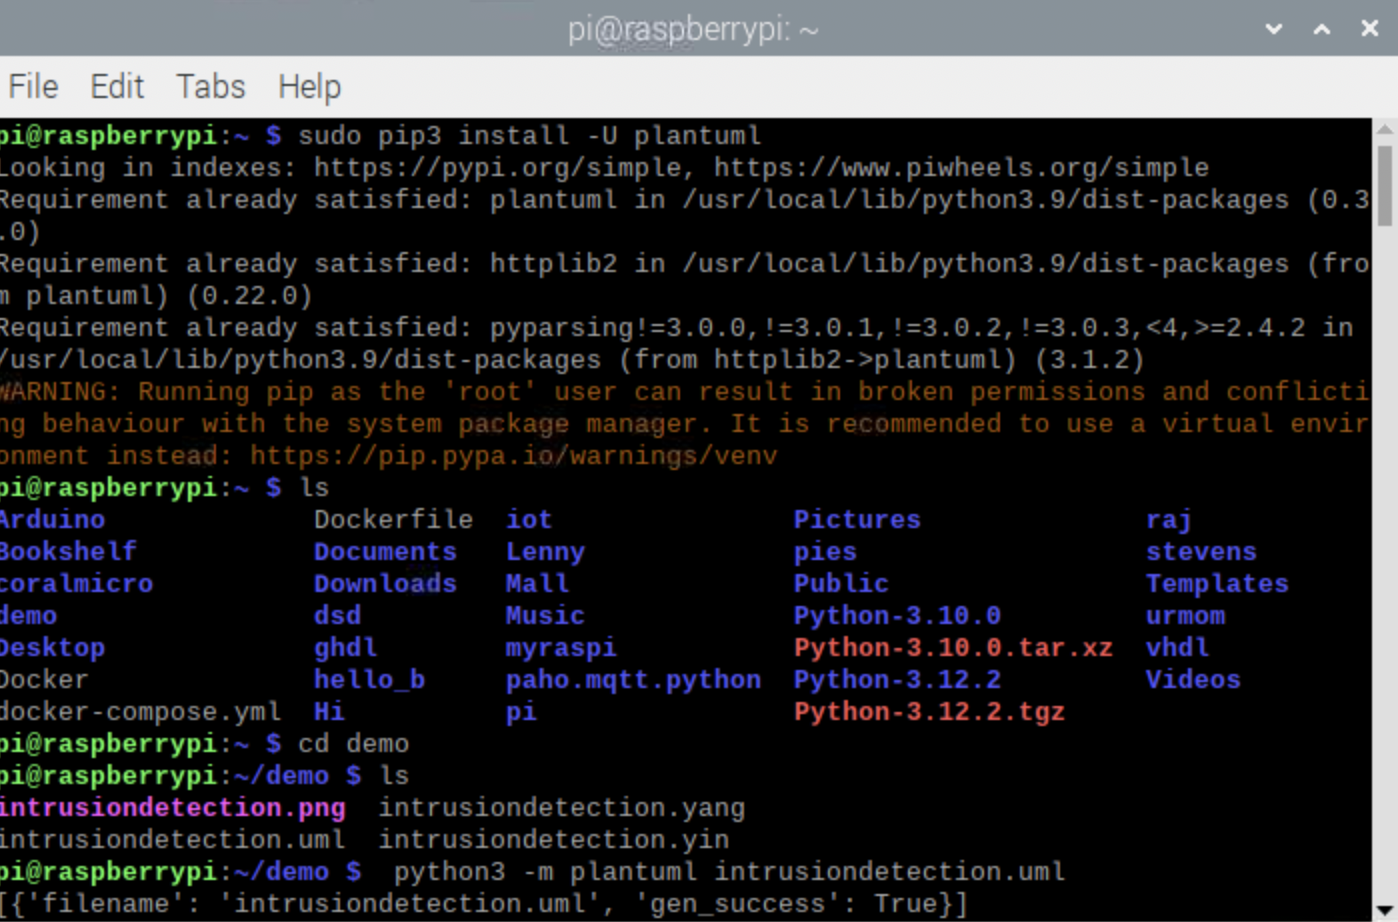 pi@raspberrypi: ~
File Edit Tabs Help
pi@raspberrypi:~ $ sudo pip3 install -U plantuml
Looking in indexes: https://pypi.org/simple, https://www.piwheels.org/simple
Requirement already satisfied: plantuml in /usr/local/lib/python3.9/dist-packages (0.3
.0)
Requirement already satisfied: httplib2 in /usr/local/lib/python3.9/dist-packages (fro
m plantuml) (0.22.0)
Requirement already satisfied: pyparsing!=3.0.0,!=3.0.1,!=3.0.2,!=3.0.3,<4,>=2.4.2 in
/usr/local/lib/python3.9/dist-packages (from httplib2->plantuml) (3.1.2)
WARNING: Running pip as the 'root' user can result in broken permissions and conflicti
ng behaviour with the system package manager. It is recommended to use a virtual envir
onment instead: https://pip.pypa.io/warnings/venv
pi@raspberrypi:~ $ ls
Arduino Dockerfile iot Pictures raj
Bookshelf Documents Lenny pies stevens
coralmicro Downloads Mall Public Templates
demo dsd Music Python-3.10.0 urmom
Desktop ghdl myraspi Python-3.10.0.tar.xz vhdl
Docker hello_b paho.mqtt.python Python-3.12.2 Videos
docker-compose.yml Hi pi Python-3.12.2.tgz
pi@raspberrypi:~ $ cd demo
pi@raspberrypi:~/demo $ ls
intrusiondetection.png intrusiondetection.yang
intrusiondetection.uml intrusiondetection.yin
pi@raspberrypi:~/demo $  python3 -m plantuml intrusiondetection.uml
[{'filename': 'intrusiondetection.uml', 'gen_success': True}]